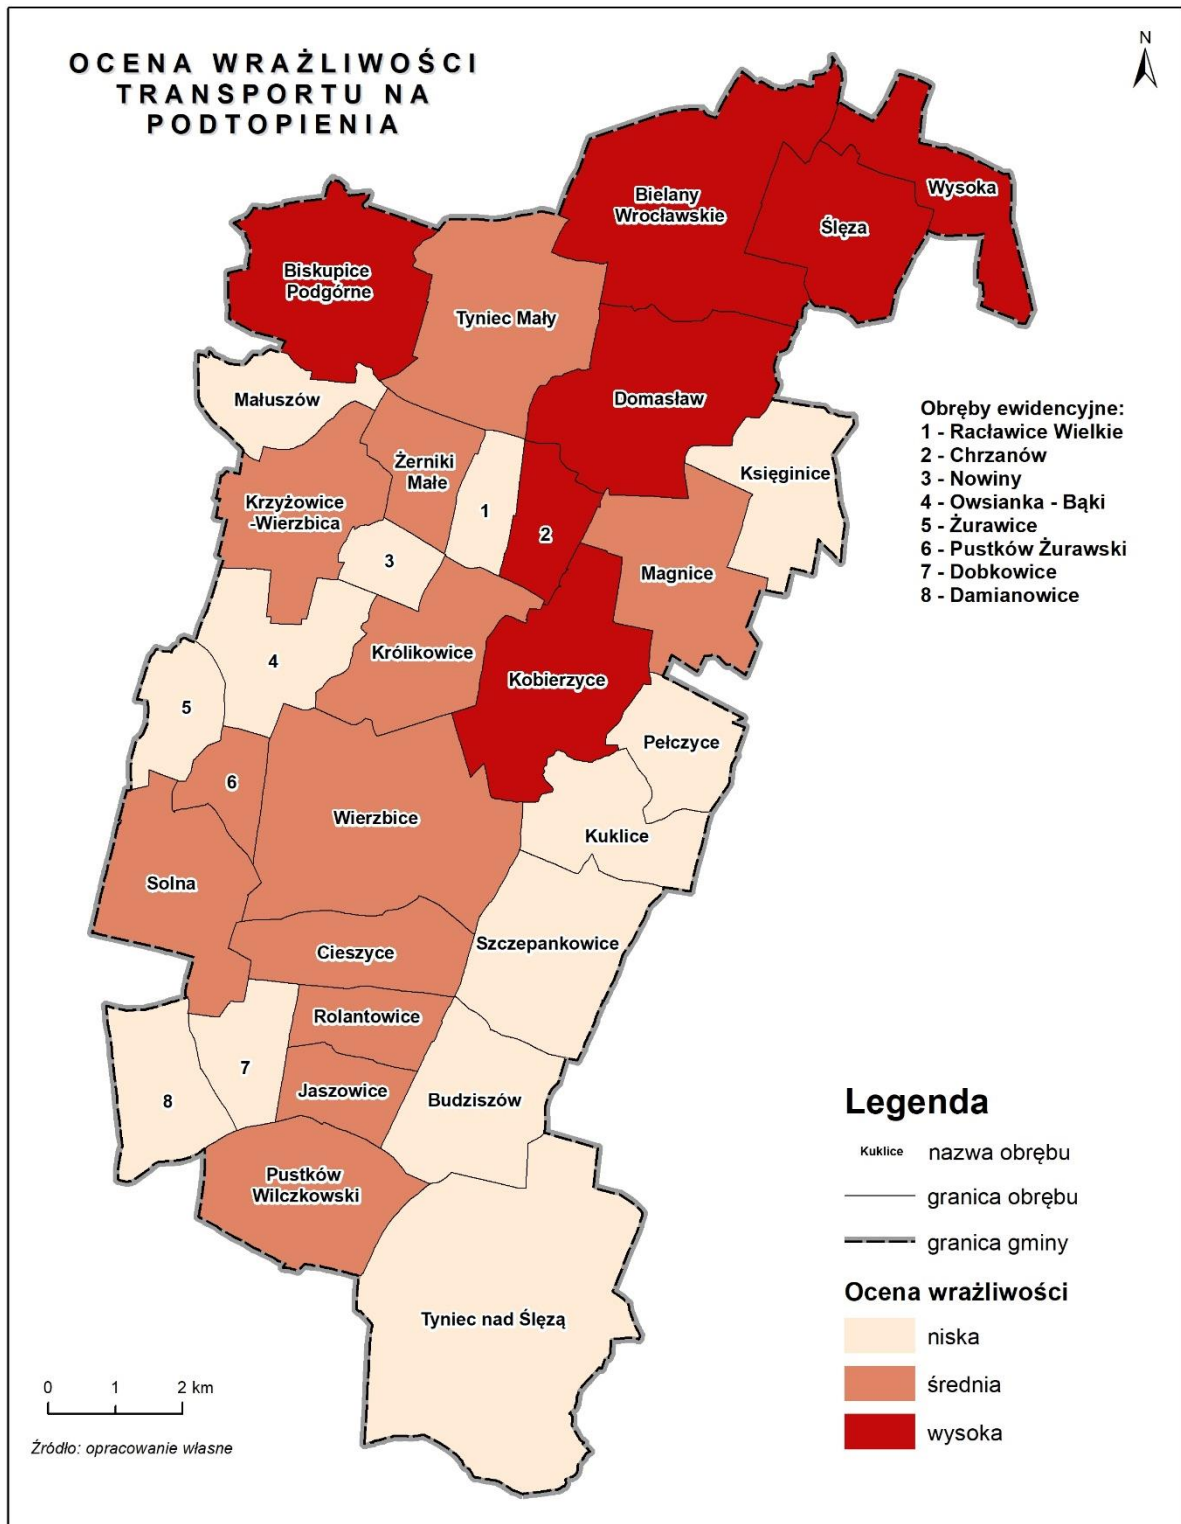 OCENA WRAŻLIWOŚCI
TRANSPORTU NA
PODTOPIENIA
N
Bielany
Wrocławskie
Wysoka
Ślęza
Biskupice
Podgórne
Tyniec Mały
Małuszów
Domasław
Księginice
Żerniki
Małe
Krzyżowice
-Wierzbica
1
2
3
Magnice
Królikowice
4
Kobierzyce
5
Pełczyce
6
Wierzbice
Kuklice
Solna
Szczepankowice
Cieszyce
Rolantowice
7
Jaszowice
Budziszów
8
Pustków
Wilczkowski
Tyniec nad Ślęzą
Obręby ewidencyjne:
1 - Racławice Wielkie
2 - Chrzanów
3 - Nowiny
4 - Owsianka - Bąki
5 - Żurawice
6 - Pustków Żurawski
7 - Dobkowice
8 - Damianowice
Legenda
Kuklice nazwa obrębu
granica obrębu
granica gminy
Ocena wrażliwości
niska
średnia
wysoka
0 1 2 km
Źródło: opracowanie własne